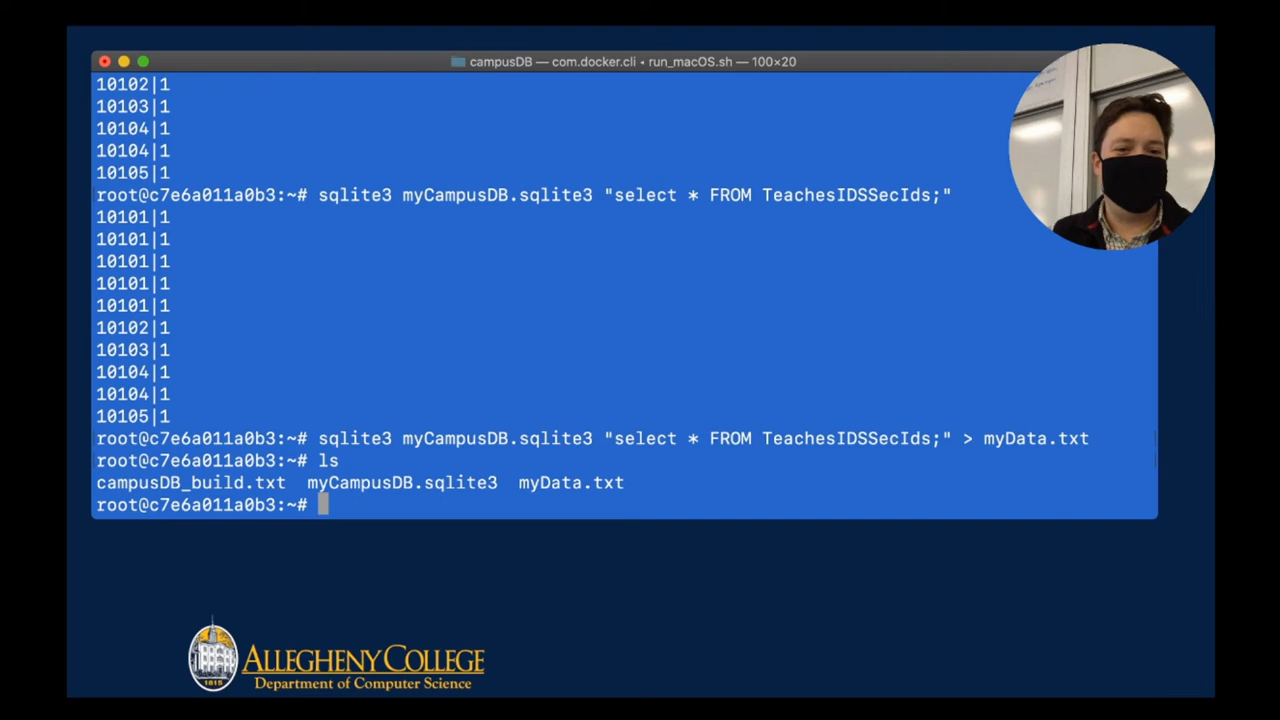 campusDB — com.docker.cli • run_macOS.sh — 100×20
10102|1
10103|1
10104|1
10104|1
10105|1
root@c7e6a011a0b3:~# sqlite3 myCampusDB.sqlite3 "select * FROM TeachesIDSSecIds;"
10101|1
10101|1
10101|1
10101|1
10101|1
10102|1
10103|1
10104|1
10104|1
10105|1
root@c7e6a011a0b3:~# sqlite3 myCampusDB.sqlite3 "select * FROM TeachesIDSSecIds;" > myData.txt
root@c7e6a011a0b3:~# ls
campusDB_build.txt  myCampusDB.sqlite3  myData.txt
root@c7e6a011a0b3:~#
1815
ALLEGHENY COLLEGE
Department of Computer Science